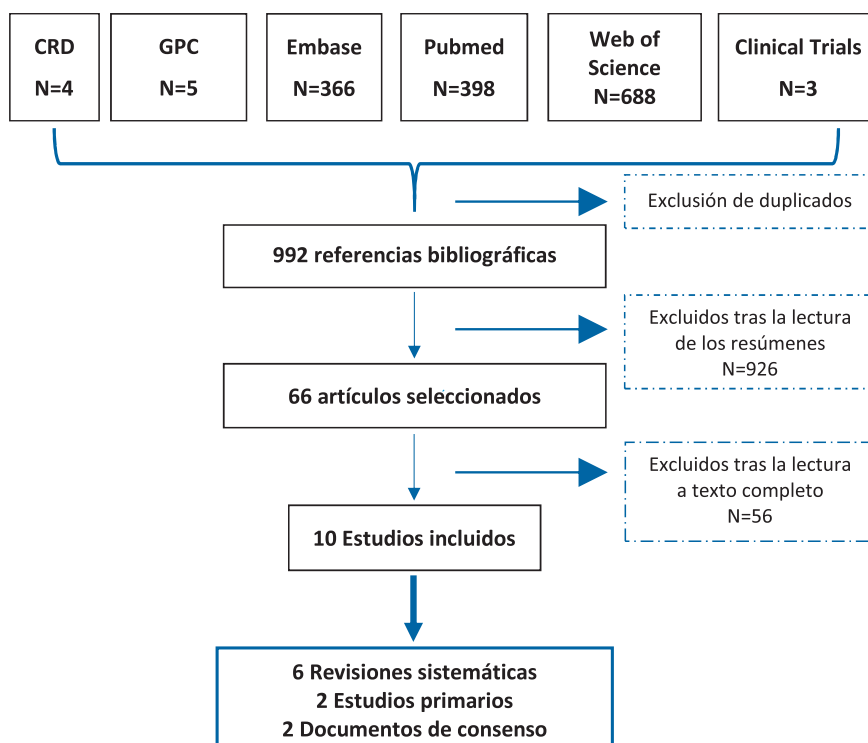 CRD
N=4
GPC
N=5
Embase
N=366
Pubmed
N=398
Web of
Science
N=688
Clinical Trials
N=3
Exclusión de duplicados
992 referencias bibliográficas
Excluidos tras la lectura
de los resúmenes
N=926
66 artículos seleccionados
Excluidos tras la lectura
a texto completo
N=56
10 Estudios incluidos
6 Revisiones sistemáticas
2 Estudios primarios
2 Documentos de consenso